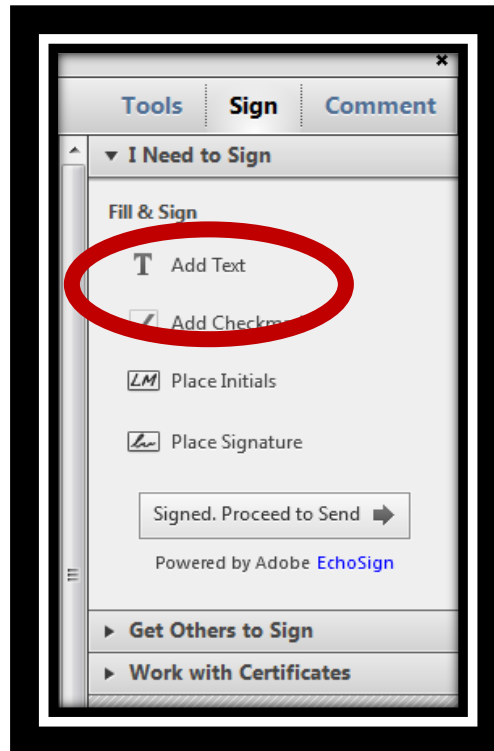 Tools Sign Comment
I Need to Sign
Fill & Sign
Add Text
Add
Place Initials
Place Signature
Signed. Proceed to Send
Powered by Adobe EchoSign
Get Others to Sign
Work with Certificates